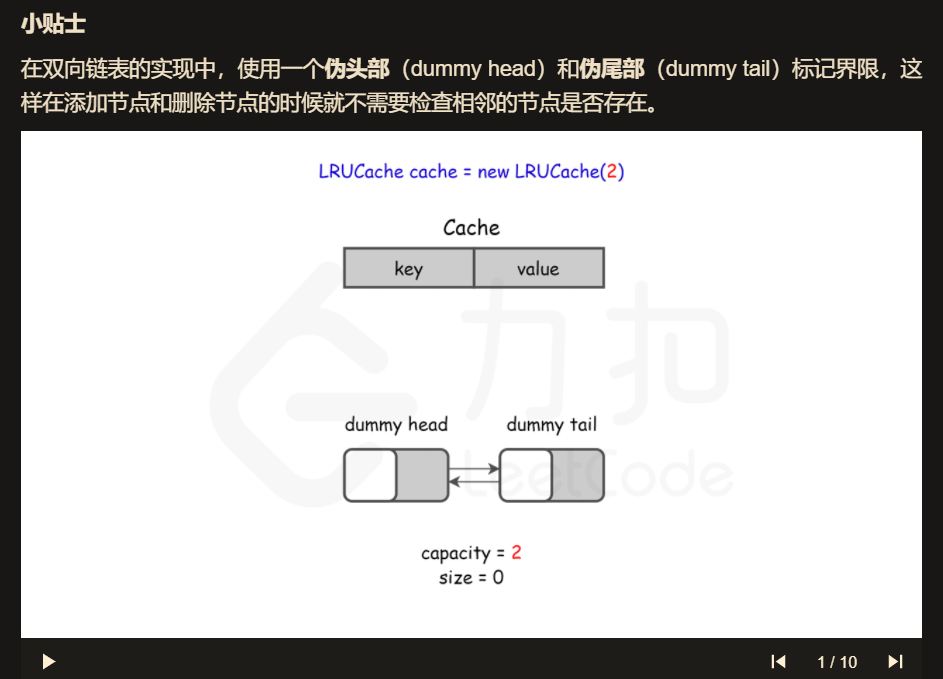 小贴士
在双向链表的实现中，使用一个伪头部（dummy head）和伪尾部（dummy tail）标记界限，这
样在添加节点和删除节点的时候就不需要检查相邻的节点是否存在。
LRUCache cache = new LRUCache(2)
Cache
key value
力扣
dummy head dummy tail
LeetCode
capacity = 2
size = 0
1 / 10